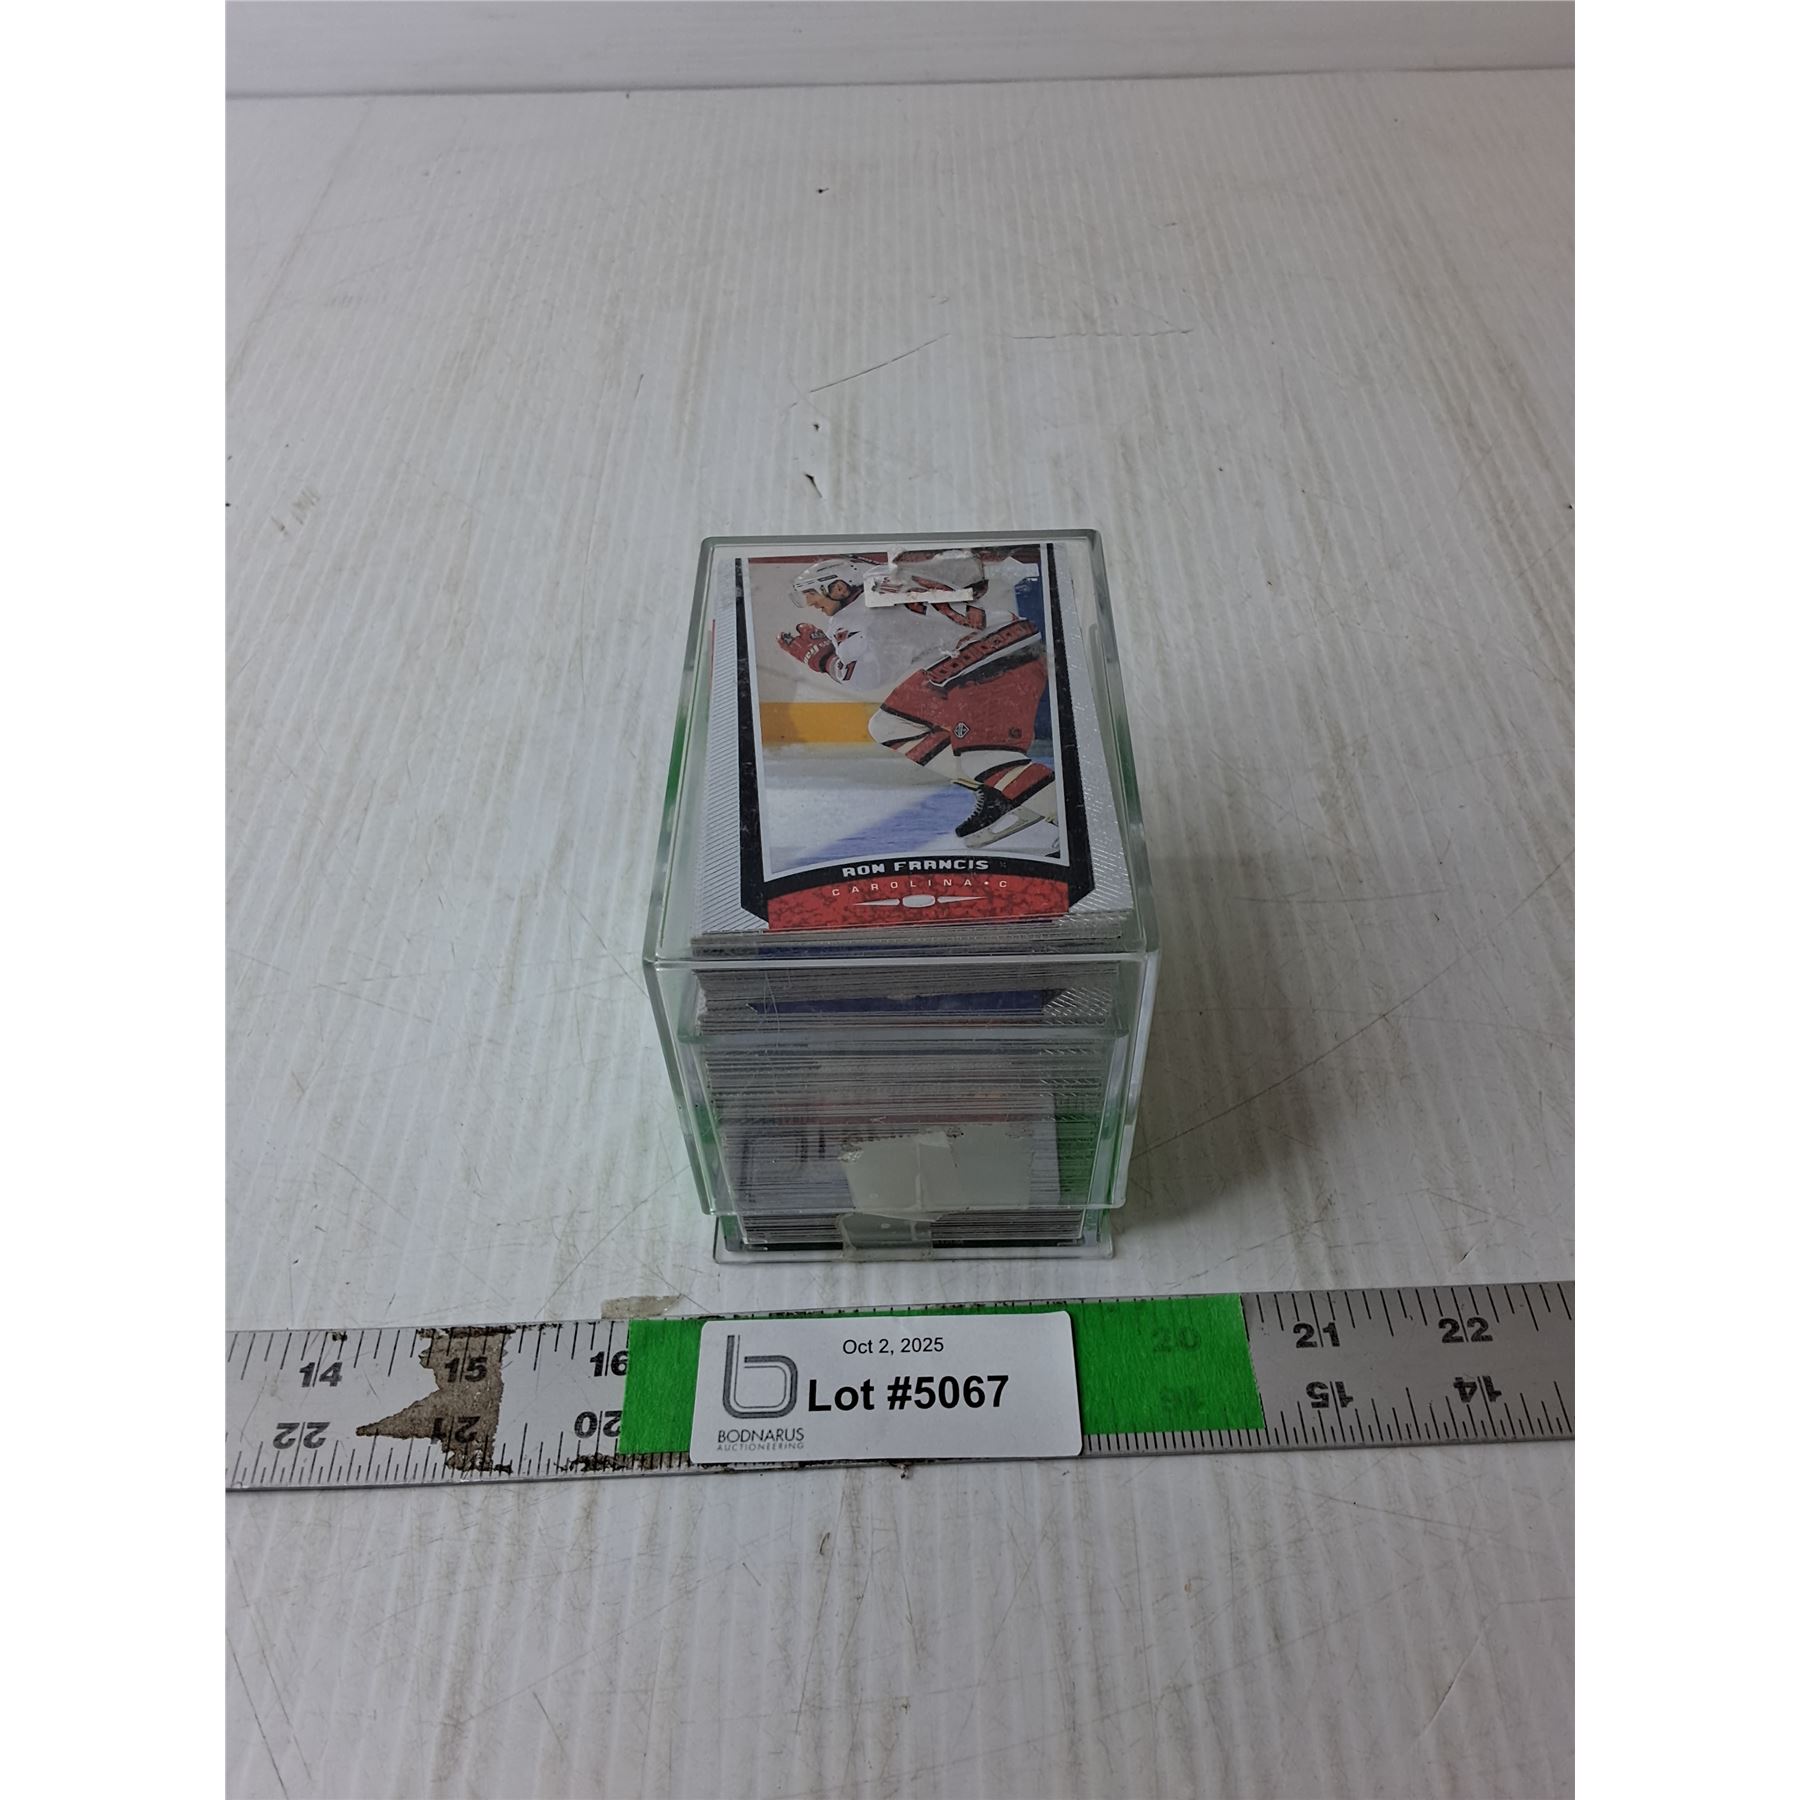 RON FRANCIS
CAROLINA • C
14 15 16 20 21 22
22 21 20 16 15 14
Oct 2, 2025
Lot #5067
BODNARUS
AUCTIONEERING